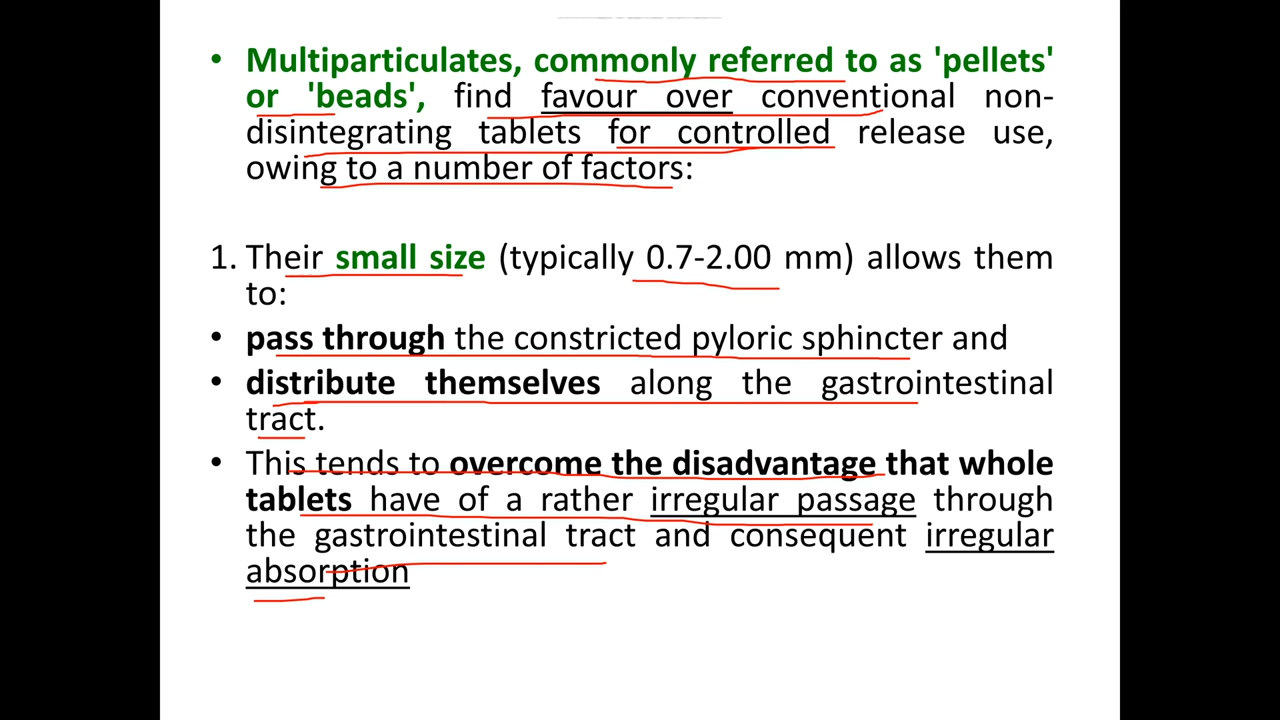 • Multiparticulates, commonly referred to as 'pellets'
or 'beads', find favour over conventional non-
disintegrating tablets for controlled release use,
owing to a number of factors:
1. Their small size (typically 0.7-2.00 mm) allows them
to:
• pass through the constricted pyloric sphincter and
• distribute themselves along the gastrointestinal
tract.
• This tends to overcome the disadvantage that whole
tablets have of a rather irregular passage through
the gastrointestinal tract and consequent irregular
absorption